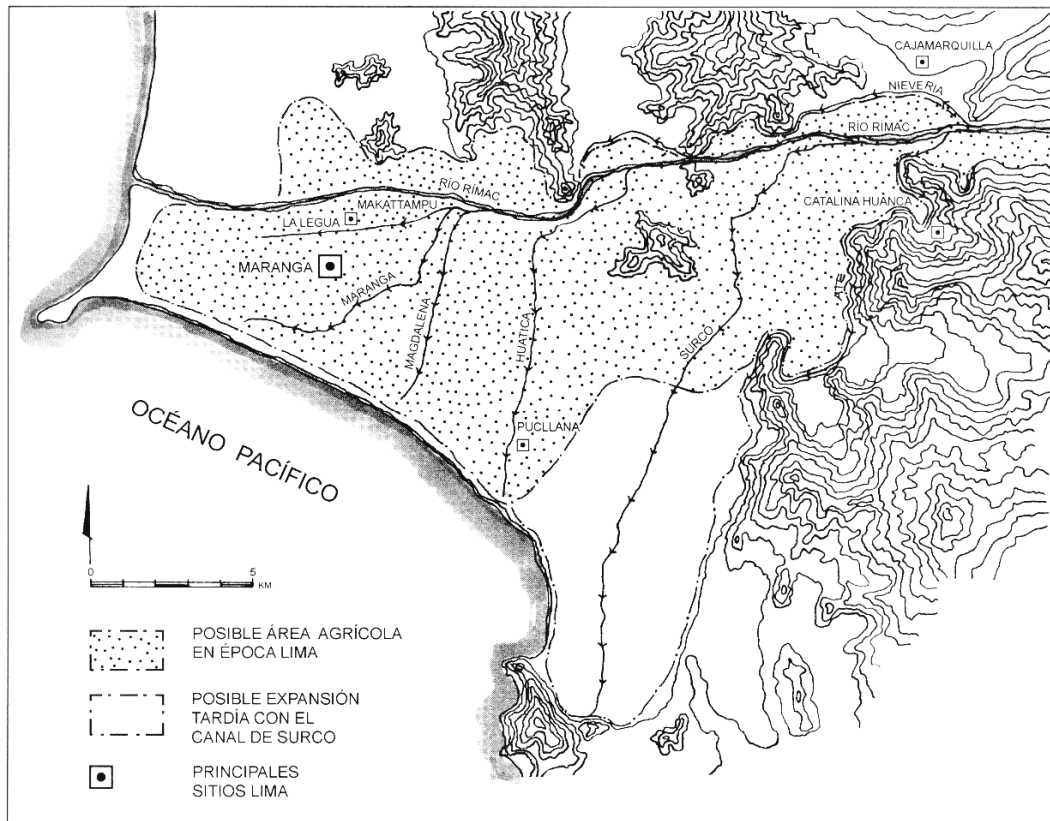 CAJAMARQUILLA
NIEVERIA
RÍO RÍMAC
RÍO RÍMAC
MAKATTAMPU
LA LEGUA
CATALINA HUANCA
MARANGA
MARANGA
MAGDALENA
HUATICA
SURCO
ATE
PUCLLANA
OCÉANO PACÍFICO
0
5
KM
POSIBLE ÁREA AGRÍCOLA
EN ÉPOCA LIMA
POSIBLE EXPANSIÓN
TARDÍA CON EL
CANAL DE SURCO
PRINCIPALES
SITIOS LIMA